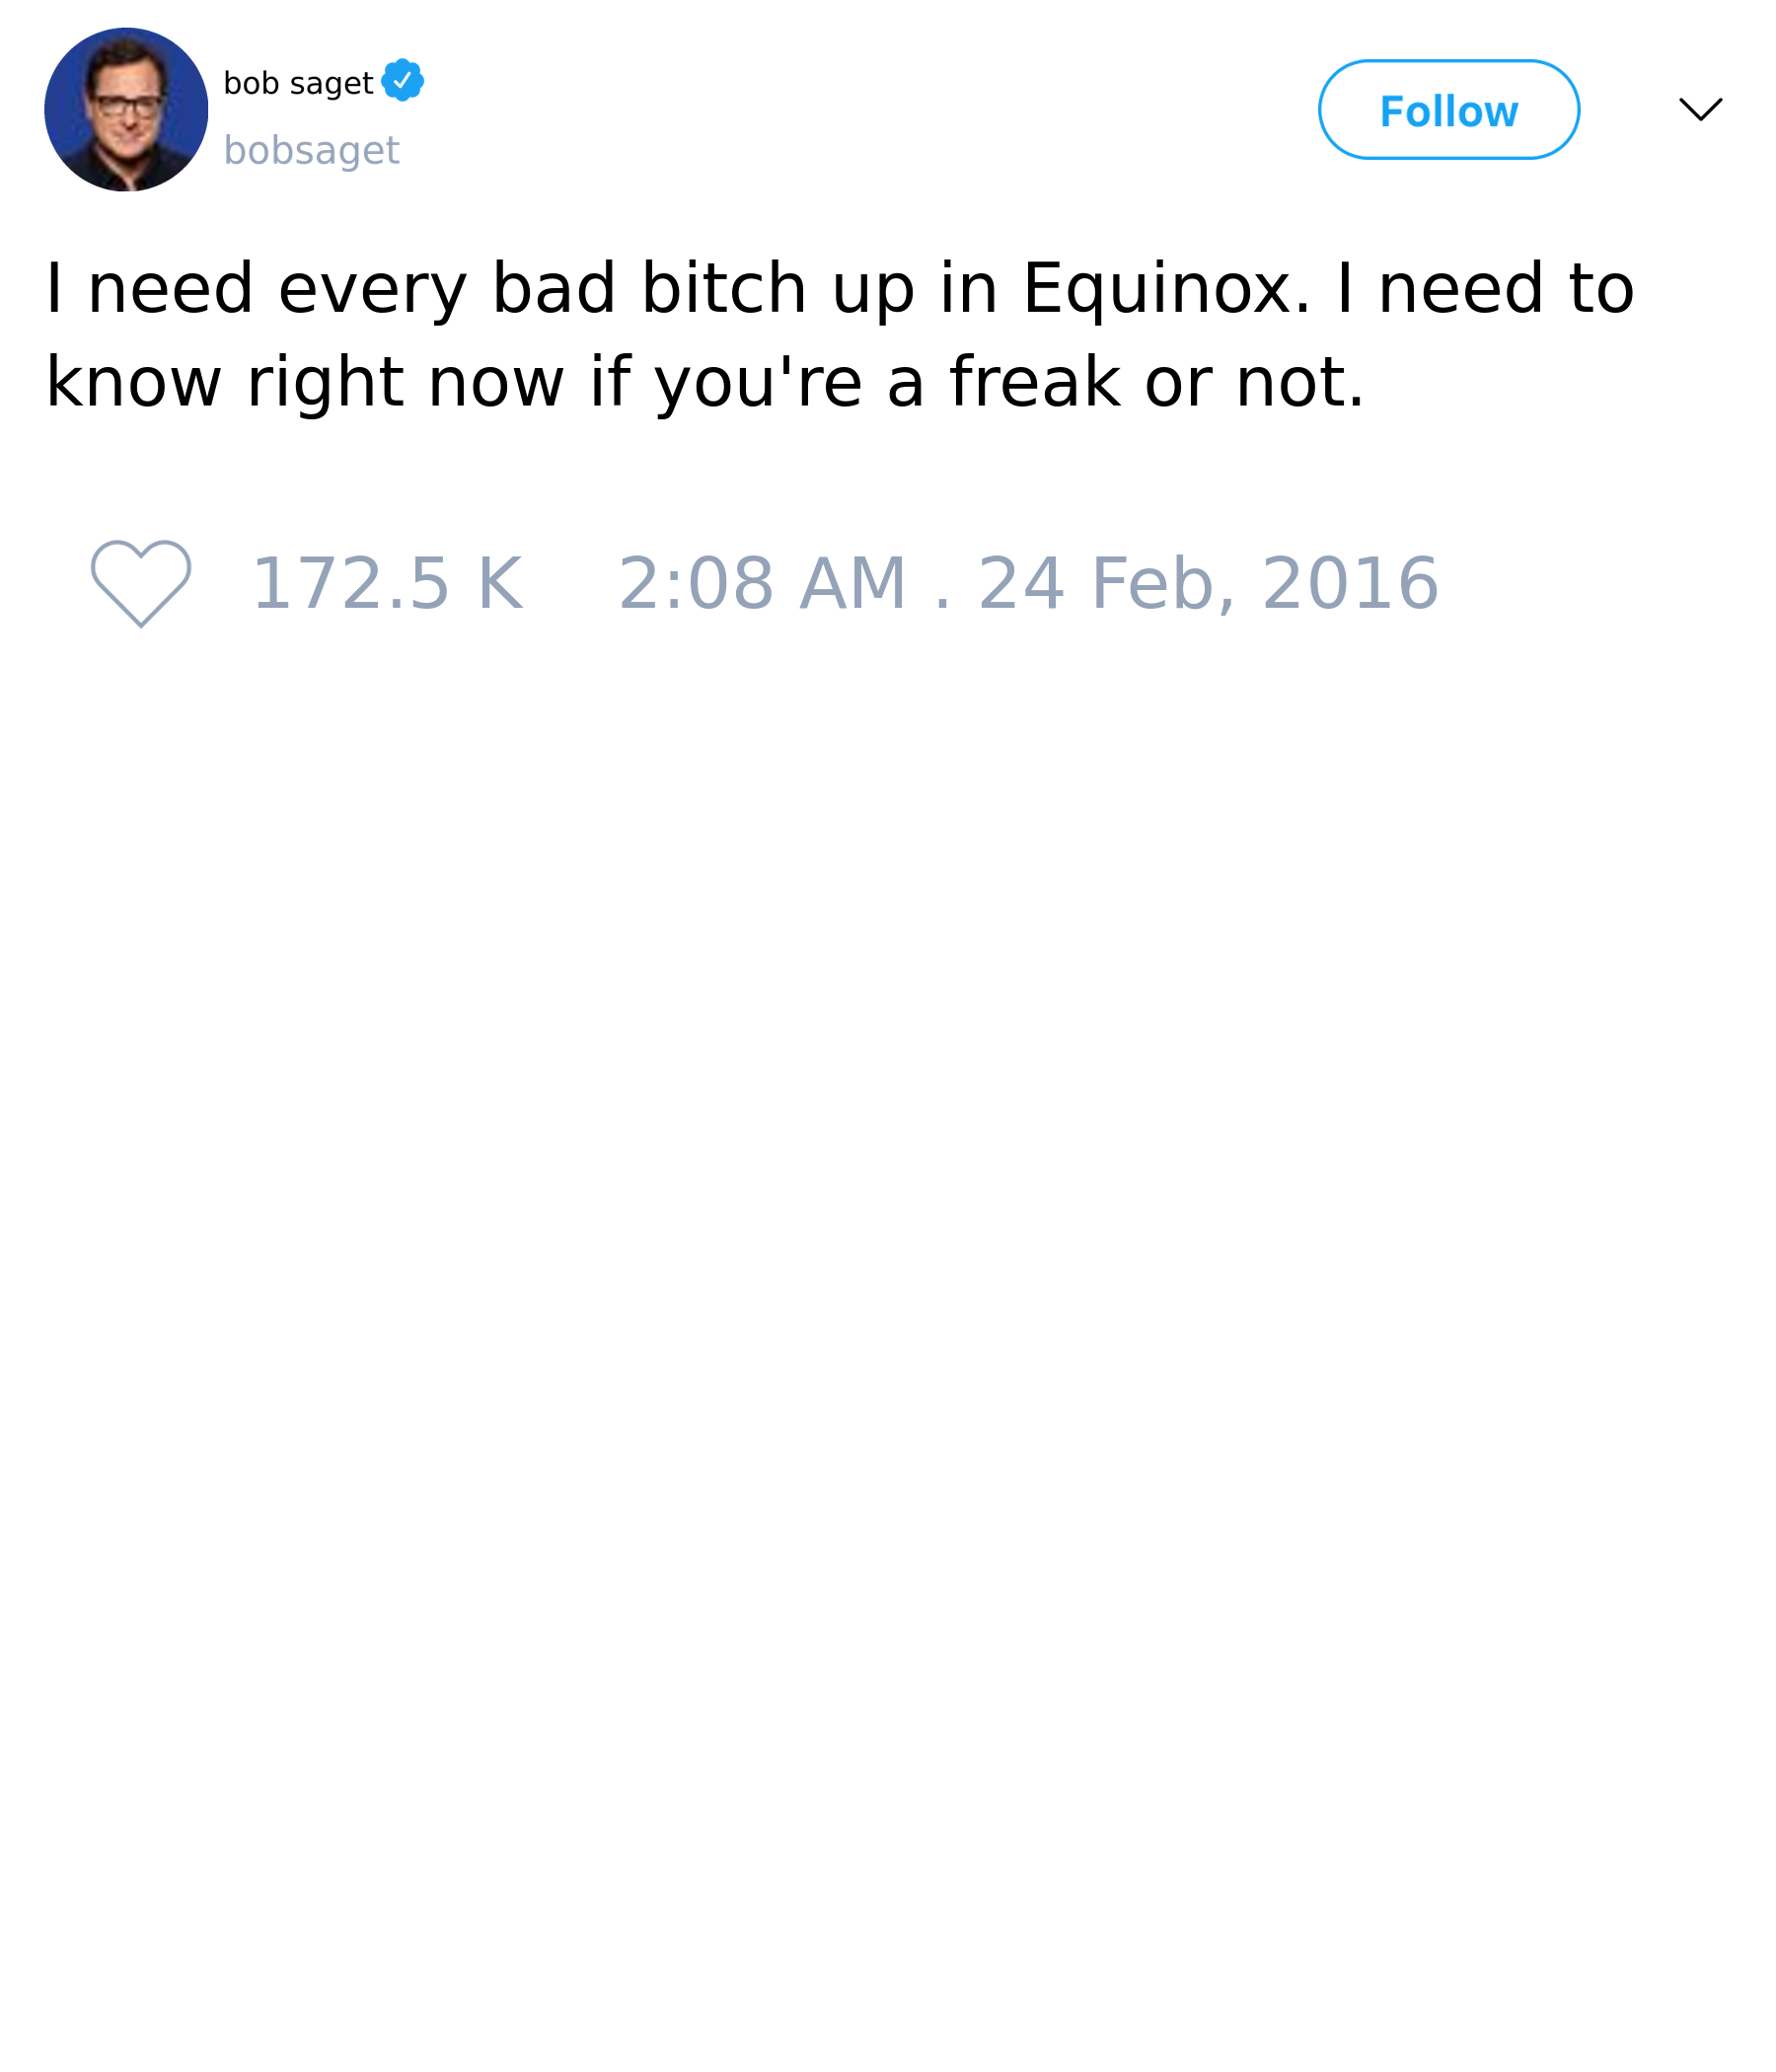 bob saget
bobsaget
Follow
I need every bad bitch up in Equinox. I need to
know right now if you're a freak or not.
172.5 K 2:08 AM . 24 Feb, 2016